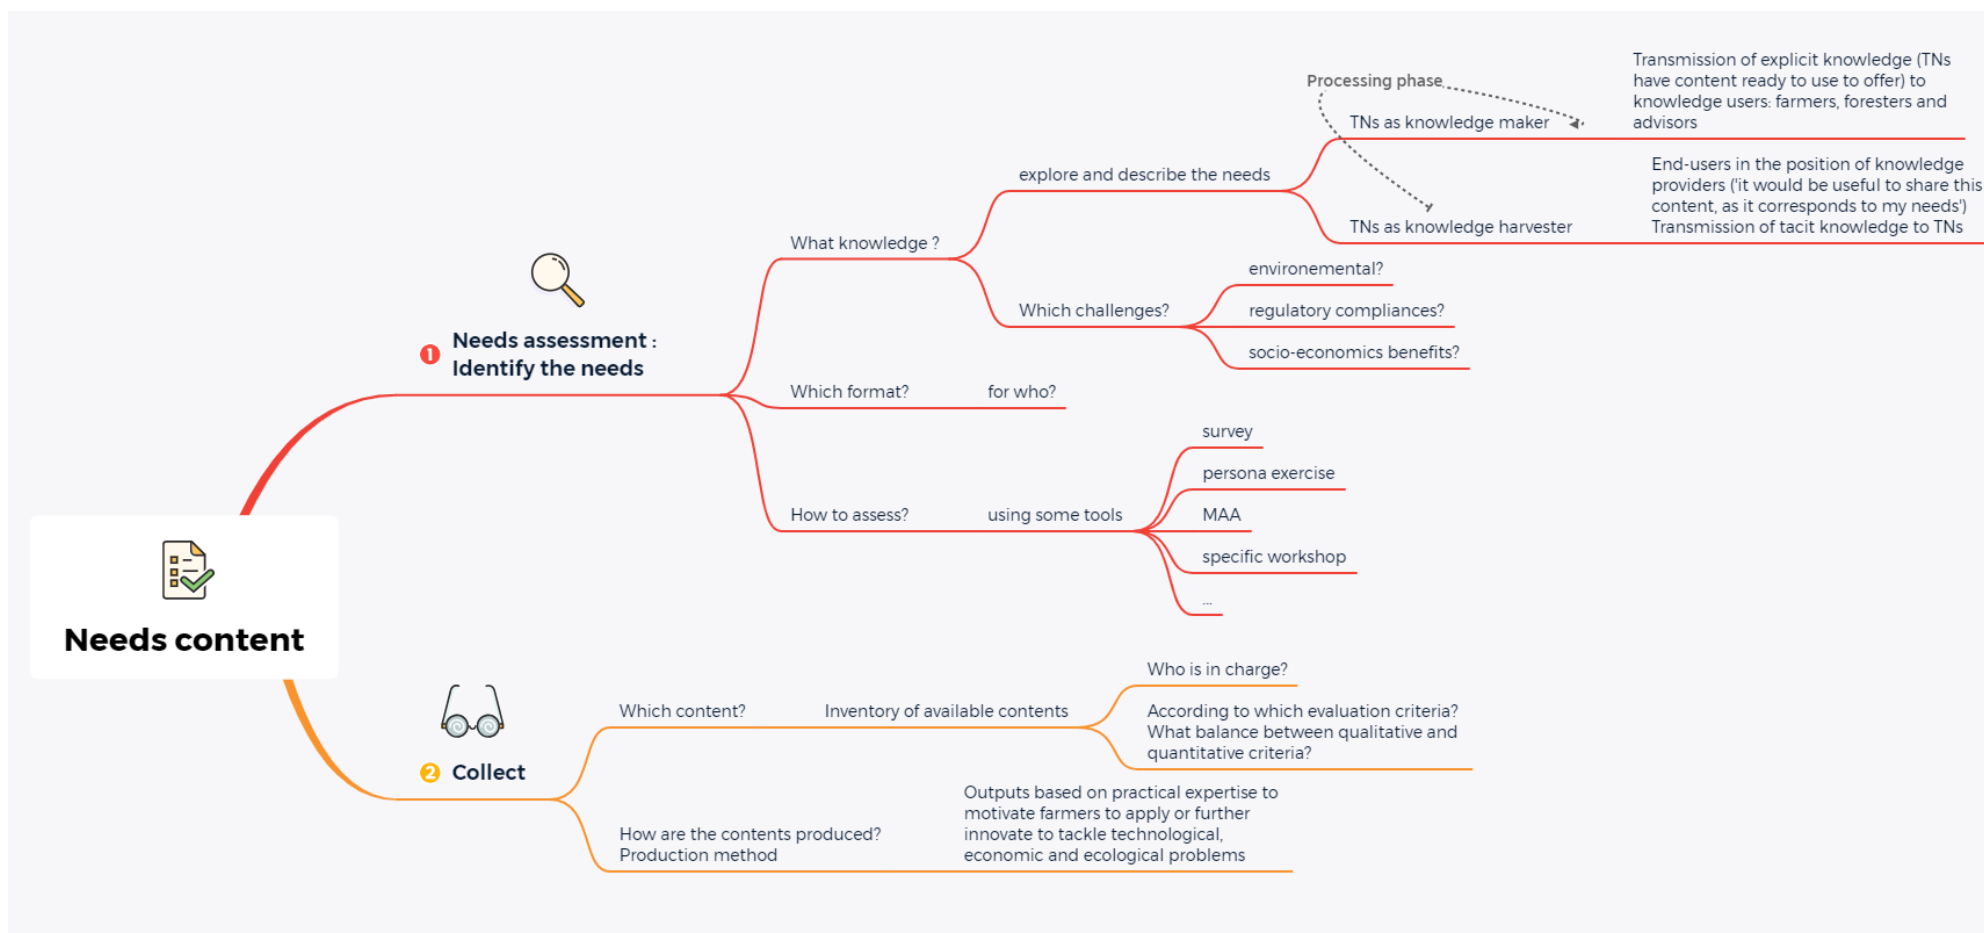 Needs content
1
Needs assessment :
Identify the needs
What knowledge ?
explore and describe the needs
Processing phase
TNs as knowledge maker
Transmission of explicit knowledge (TNs
have content ready to use to offer) to
knowledge users: farmers, foresters and
advisors
TNs as knowledge harvester
End-users in the position of knowledge
providers ('it would be useful to share this
content, as it corresponds to my needs')
Transmission of tacit knowledge to TNs
Which challenges?
environemental?
regulatory compliances?
socio-economics benefits?
Which format?
for who?
How to assess?
using some tools
survey
persona exercise
MAA
specific workshop
...
2
Collect
Which content?
Inventory of available contents
Who is in charge?
According to which evaluation criteria?
What balance between qualitative and
quantitative criteria?
How are the contents produced?
Production method
Outputs based on practical expertise to
motivate farmers to apply or further
innovate to tackle technological,
economic and ecological problems